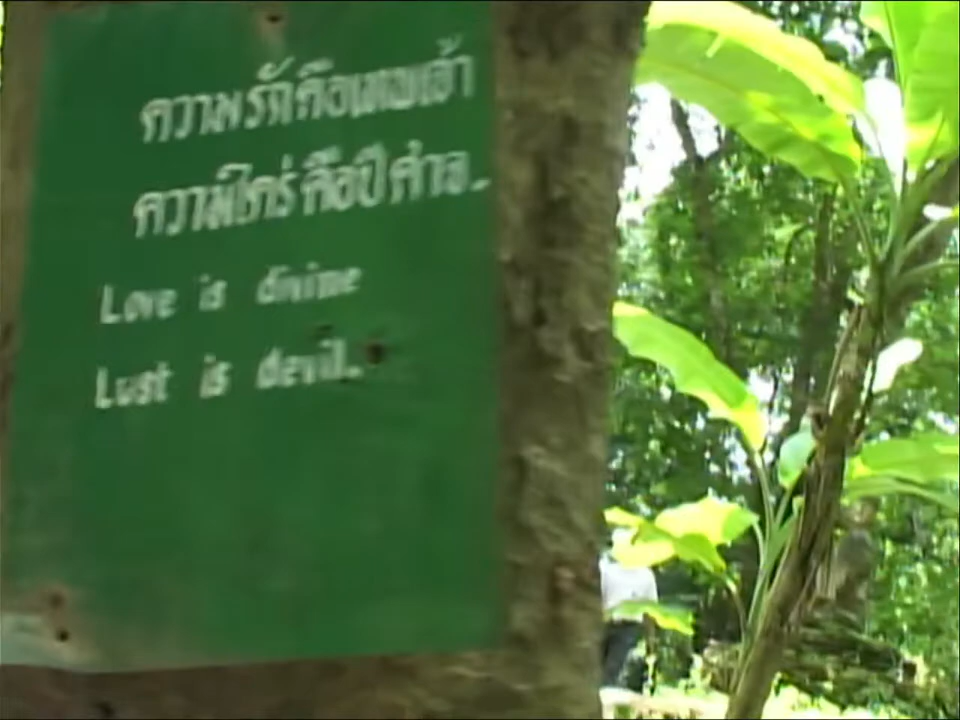 ความรักคือเทพเจ้า
ความใคร่คือปีศาจ.
Love is divine
Lust is devil.